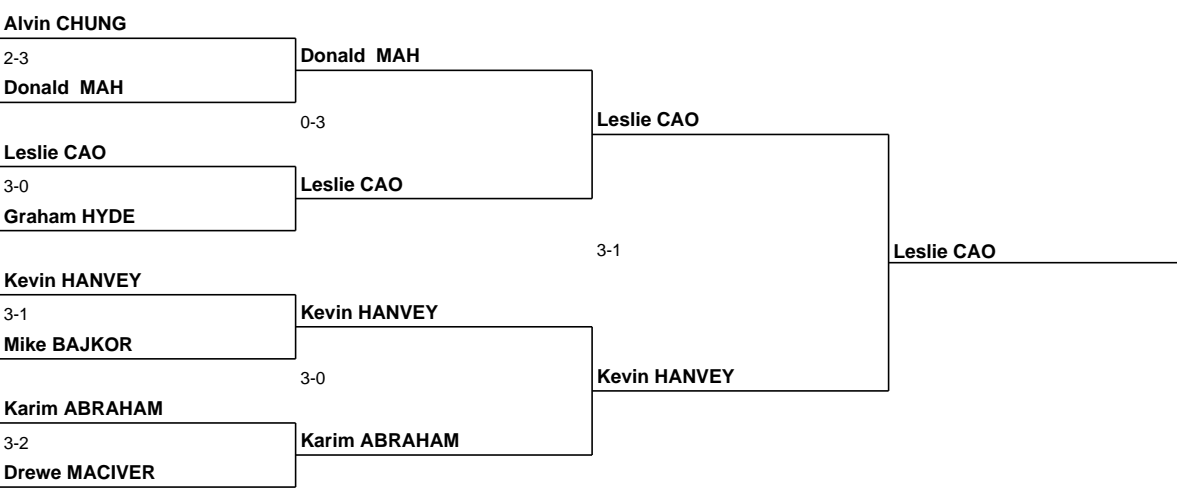 Alvin CHUNG
2-3
Donald MAH
Donald MAH
0-3
Leslie CAO
Leslie CAO
3-0
Leslie CAO
Graham HYDE
3-1
Leslie CAO
Kevin HANVEY
3-1
Kevin HANVEY
Mike BAJKOR
3-0
Kevin HANVEY
Karim ABRAHAM
3-2
Karim ABRAHAM
Drewe MACIVER